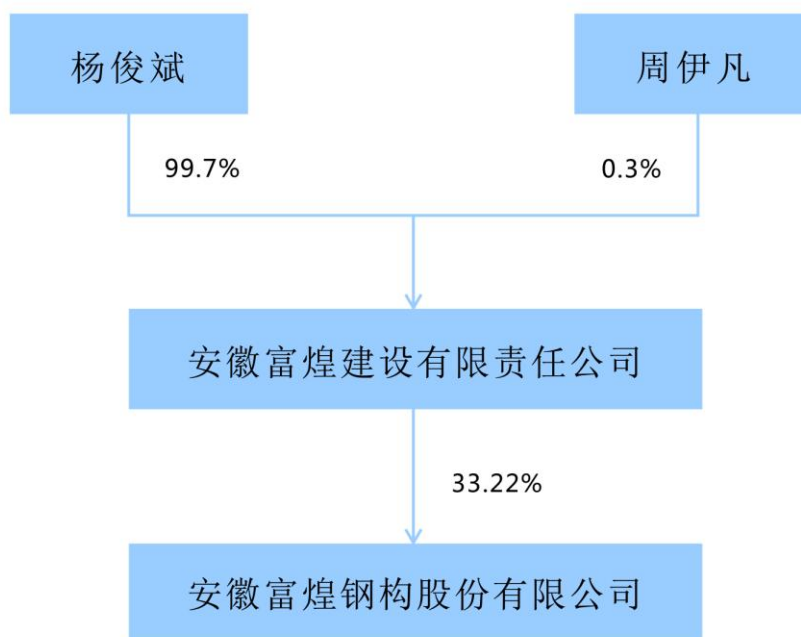 杨俊斌
周伊凡
99.7%
0.3%
安徽富煌建设有限责任公司
33.22%
安徽富煌钢构股份有限公司